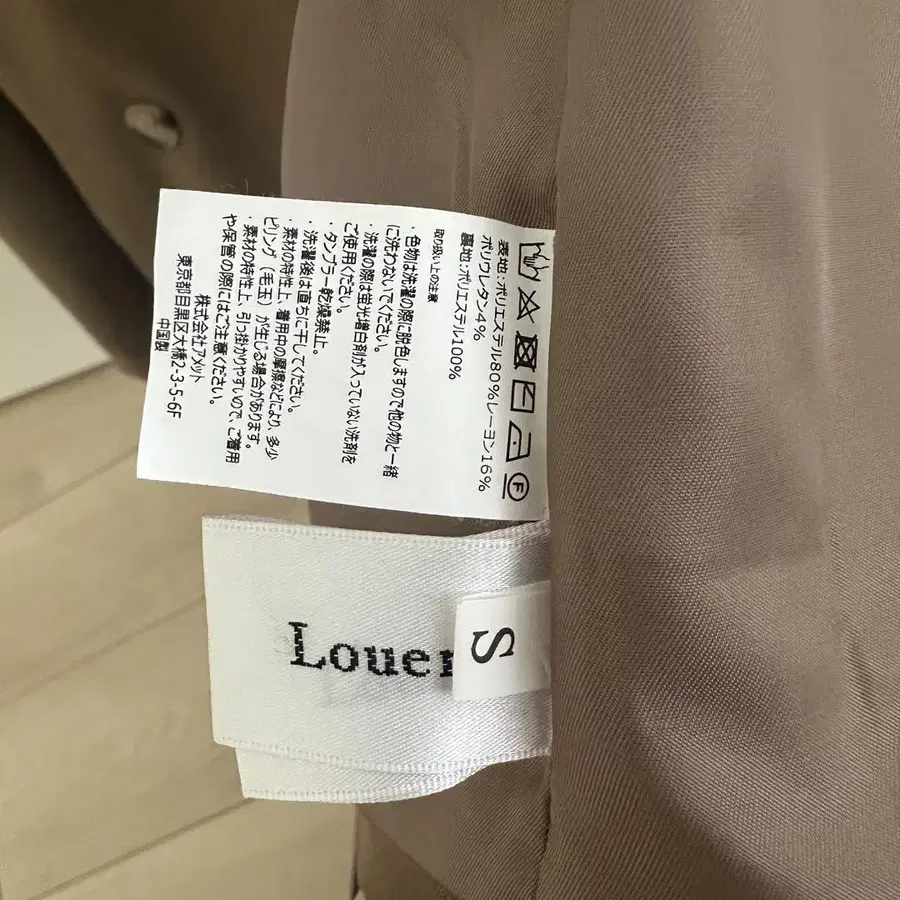 表地:ポリエステル80%レーヨン16%
ポリウレタン4%
裏地:ポリエステル100%
取り扱い上の注意
・色物は洗濯の際に脱色しますので他の物と一緒
に洗わないでください。
・洗濯の際は蛍光増白剤が入っていない洗剤を
ご使用ください。
・タンブラー乾燥禁止。
・洗濯後は直ちに干してください。
・素材の特性上、着用中の摩擦などにより、多少
ピリング(毛玉)が生じる場合があります。
・素材の特性上、引っ掛かりやすいので、ご着用
や保管の際にはご注意ください。
株式会社アメット
東京都目黒区大橋2-3-5-6F
中国製
F
Louer
S